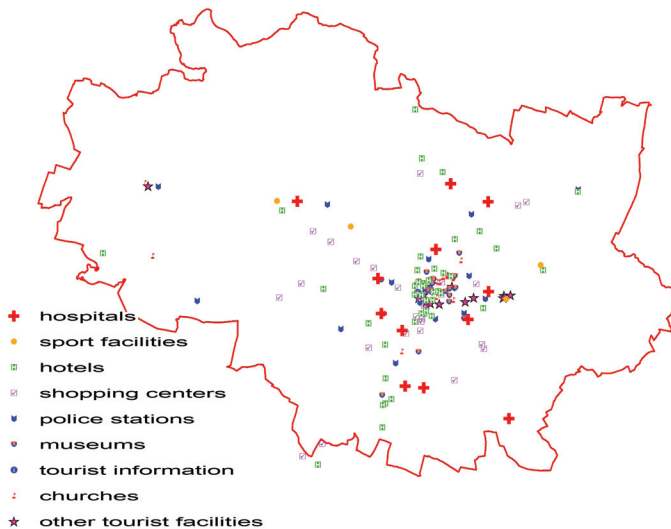 hospitals
sport facilities
hotels
shopping centers
police stations
museums
tourist information
churches
other tourist facilities